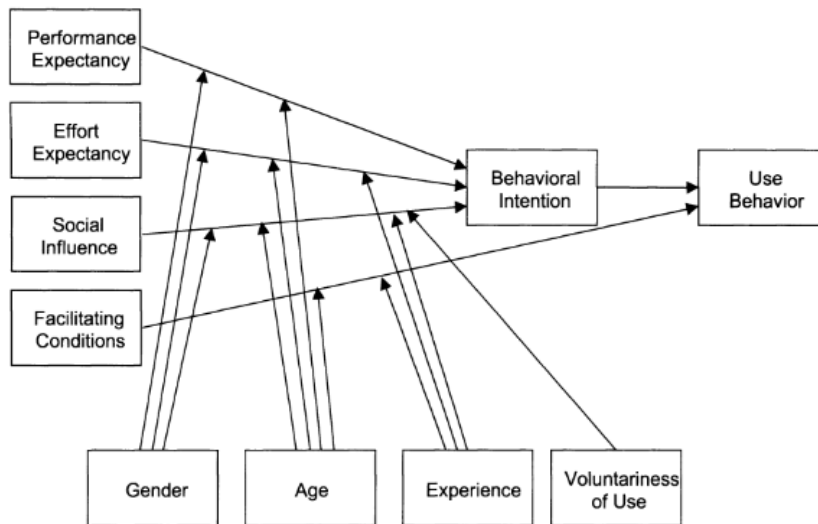 Performance
Expectancy
Effort
Expectancy
Social
Influence
Facilitating
Conditions
Behavioral
Intention
Use
Behavior
Gender
Age
Experience
Voluntariness
of Use